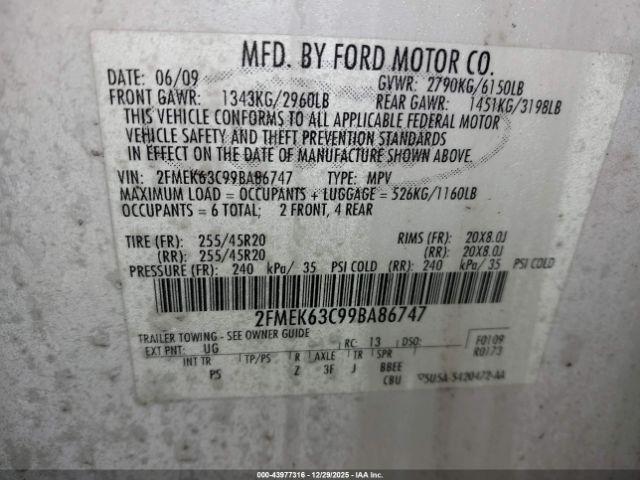 MFD. BY FORD MOTOR CO.
DATE: 06/09 GVWR: 2790KG/6150LB
FRONT GAWR: 1343KG/2960LB REAR GAWR: 1451KG/3198LB
THIS VEHICLE CONFORMS TO ALL APPLICABLE FEDERAL MOTOR
VEHICLE SAFETY AND THEFT PREVENTION STANDARDS
IN EFFECT ON THE DATE OF MANUFACTURE SHOWN ABOVE.
VIN: 2FMEK63C99BA86747 TYPE: MPV
MAXIMUM LOAD = OCCUPANTS + LUGGAGE = 526KG/1160LB
OCCUPANTS = 6 TOTAL; 2 FRONT, 4 REAR
TIRE (FR): 255/45R20 RIMS (FR): 20X8.0J
(RR): 255/45R20 (RR): 20X8.0J
PRESSURE (FR): 240 kPa/ 35 PSI COLD (RR): 240 kPa/ 35 PSI COLD
2FMEK63C99BA86747
TRAILER TOWING - SEE OWNER GUIDE
EXT PNT: UG RC: 13 DSO: F0109
INT TR TP/PS R AXLE TR SPR R0173
PS Z 3F J BBEE
CBU 5U5A-5420472-AA
000-43977316 - 12/29/2025 - IAA, Inc.